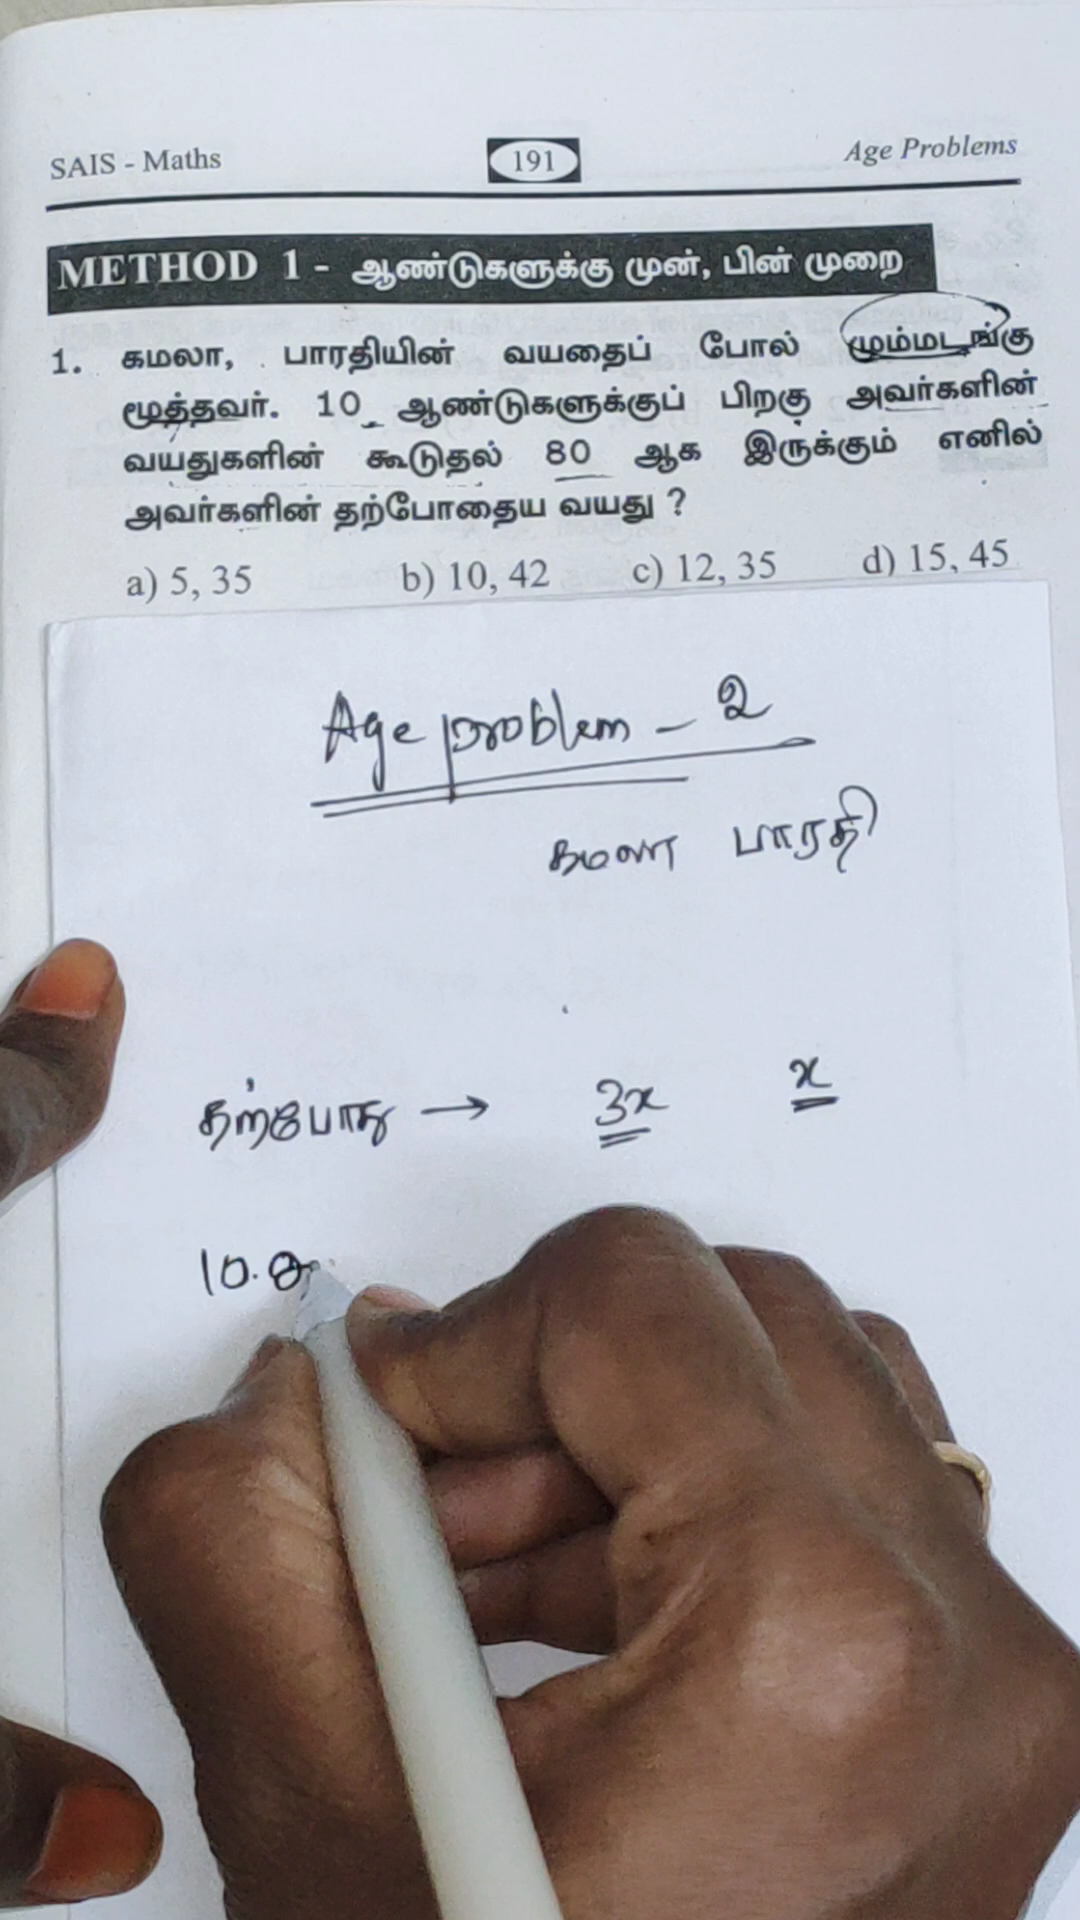 SAIS - Maths 191 Age Problems
METHOD 1 - ஆண்டுகளுக்கு முன், பின் முறை
1. கமலா, பாரதியின் வயதைப் போல் மும்மடங்கு
மூத்தவர். 10 ஆண்டுகளுக்குப் பிறகு அவர்களின்
வயதுகளின் கூடுதல் 80 ஆக இருக்கும் எனில்
அவர்களின் தற்போதைய வயது ?
a) 5, 35 b) 10, 42 c) 12, 35 d) 15, 45
Age problem - 2
கமலா பாரதி
தற்போது → 3x x
10.